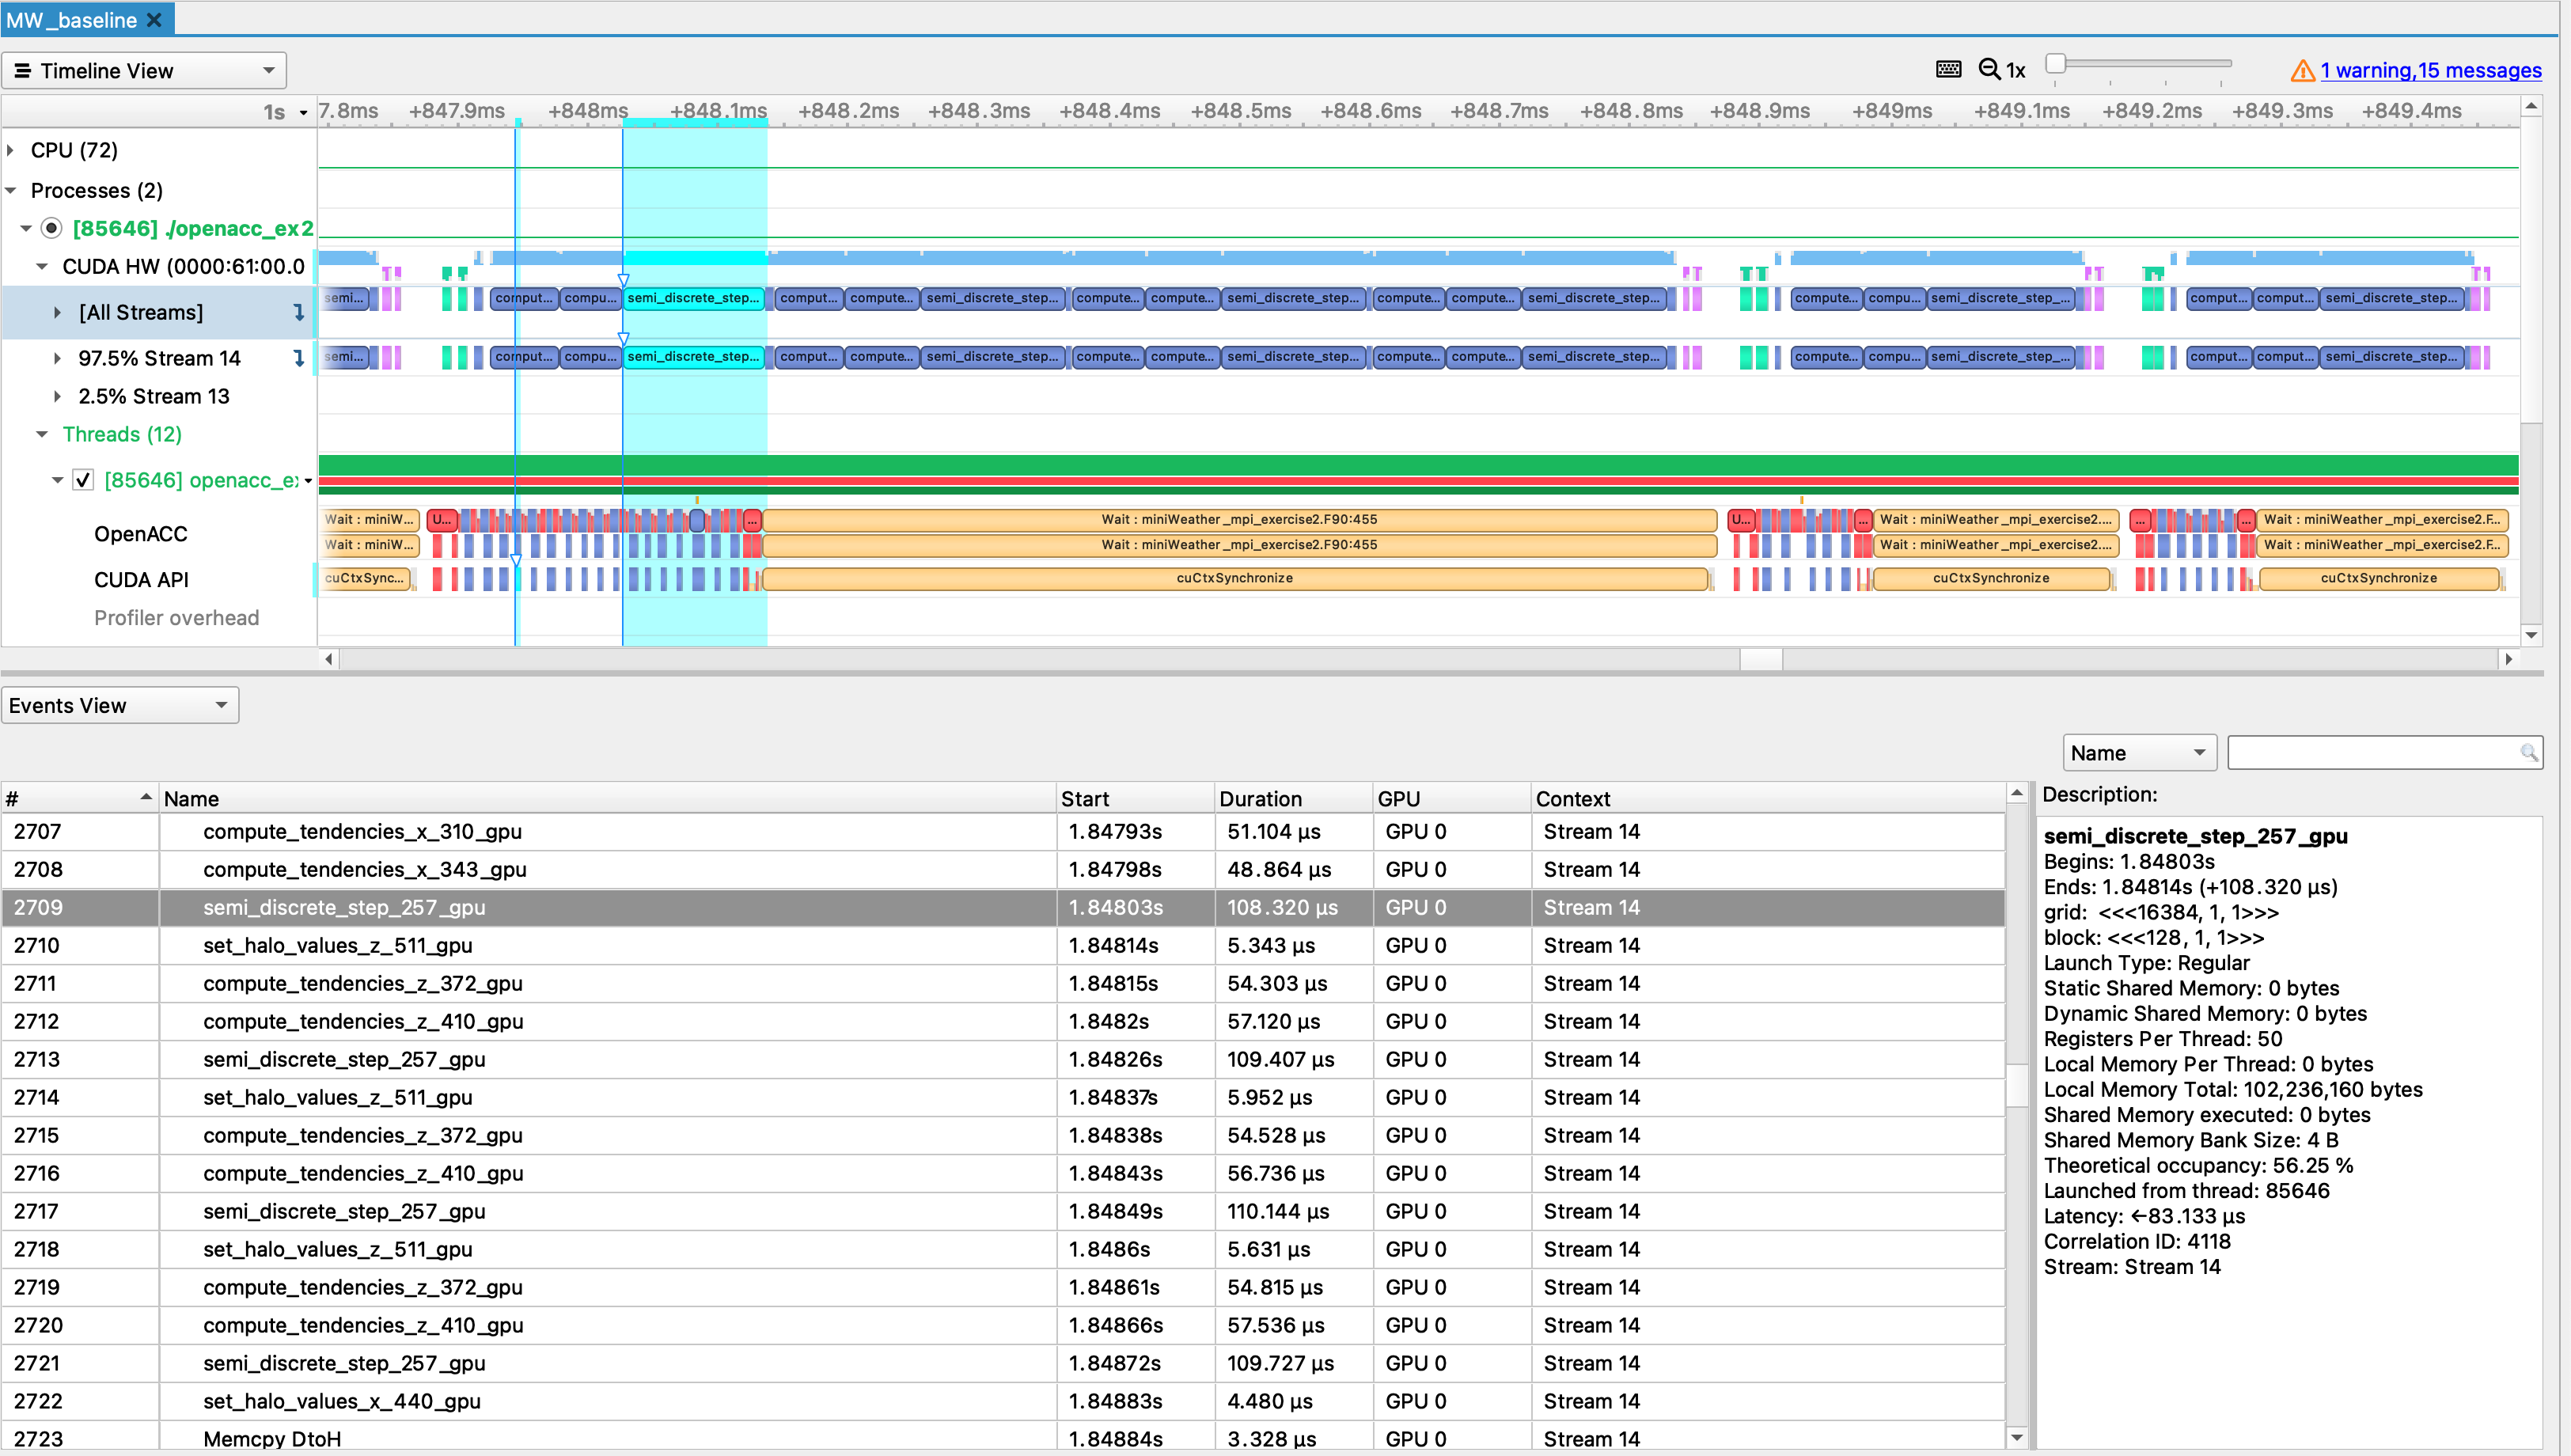 MW_baseline
Timeline View
1x
1 warning,15 messages
1s
7.8ms +847.9ms +848ms +848.1ms +848.2ms +848.3ms +848.4ms +848.5ms +848.6ms +848.7ms +848.8ms +848.9ms +849ms +849.1ms +849.2ms +849.3ms +849.4ms
CPU (72)
Processes (2)
[85646] ./openacc_ex2
CUDA HW (0000:61:00.0
[All Streams] semi... comput... compu... semi_discrete_step... comput... compute... semi_discrete_step... compute... compute... semi_discrete_step... compute... compute... semi_discrete_step... compute... compu... semi_discrete_step_... comput... comput... semi_discrete_step...
97.5% Stream 14 semi... comput... compu... semi_discrete_step... comput... compute... semi_discrete_step... compute... compute... semi_discrete_step... compute... compute... semi_discrete_step... compute... compu... semi_discrete_step_... comput... comput... semi_discrete_step...
2.5% Stream 13
Threads (12)
[85646] openacc_e
Wait : miniW... U... ... Wait : miniWeather_mpi_exercise2.F90:455 U... ... Wait : miniWeather_mpi_exercise2.... ... ... Wait : miniWeather_mpi_exercise2.F...
OpenACC
Wait : miniW... Wait : miniWeather_mpi_exercise2.F90:455 Wait : miniWeather_mpi_exercise2.... Wait : miniWeather_mpi_exercise2.F...
CUDA API cuCtxSync... cuCtxSynchronize cuCtxSynchronize cuCtxSynchronize
Profiler overhead
Events View
Name
# Name Start Duration GPU Context
2707 compute_tendencies_x_310_gpu 1.84793s 51.104 μs GPU 0 Stream 14
2708 compute_tendencies_x_343_gpu 1.84798s 48.864 μs GPU 0 Stream 14
2709 semi_discrete_step_257_gpu 1.84803s 108.320 μs GPU 0 Stream 14
2710 set_halo_values_z_511_gpu 1.84814s 5.343 μs GPU 0 Stream 14
2711 compute_tendencies_z_372_gpu 1.84815s 54.303 μs GPU 0 Stream 14
2712 compute_tendencies_z_410_gpu 1.8482s 57.120 μs GPU 0 Stream 14
2713 semi_discrete_step_257_gpu 1.84826s 109.407 μs GPU 0 Stream 14
2714 set_halo_values_z_511_gpu 1.84837s 5.952 μs GPU 0 Stream 14
2715 compute_tendencies_z_372_gpu 1.84838s 54.528 μs GPU 0 Stream 14
2716 compute_tendencies_z_410_gpu 1.84843s 56.736 μs GPU 0 Stream 14
2717 semi_discrete_step_257_gpu 1.84849s 110.144 μs GPU 0 Stream 14
2718 set_halo_values_z_511_gpu 1.8486s 5.631 μs GPU 0 Stream 14
2719 compute_tendencies_z_372_gpu 1.84861s 54.815 μs GPU 0 Stream 14
2720 compute_tendencies_z_410_gpu 1.84866s 57.536 μs GPU 0 Stream 14
2721 semi_discrete_step_257_gpu 1.84872s 109.727 μs GPU 0 Stream 14
2722 set_halo_values_x_440_gpu 1.84883s 4.480 μs GPU 0 Stream 14
2723 Memcpy DtoH 1.84884s 3.328 μs GPU 0 Stream 14
Description:
semi_discrete_step_257_gpu
Begins: 1.84803s
Ends: 1.84814s (+108.320 μs)
grid: <<<16384, 1, 1>>>
block: <<<128, 1, 1>>>
Launch Type: Regular
Static Shared Memory: 0 bytes
Dynamic Shared Memory: 0 bytes
Registers Per Thread: 50
Local Memory Per Thread: 0 bytes
Local Memory Total: 102,236,160 bytes
Shared Memory executed: 0 bytes
Shared Memory Bank Size: 4 B
Theoretical occupancy: 56.25 %
Launched from thread: 85646
Latency: ←83.133 μs
Correlation ID: 4118
Stream: Stream 14